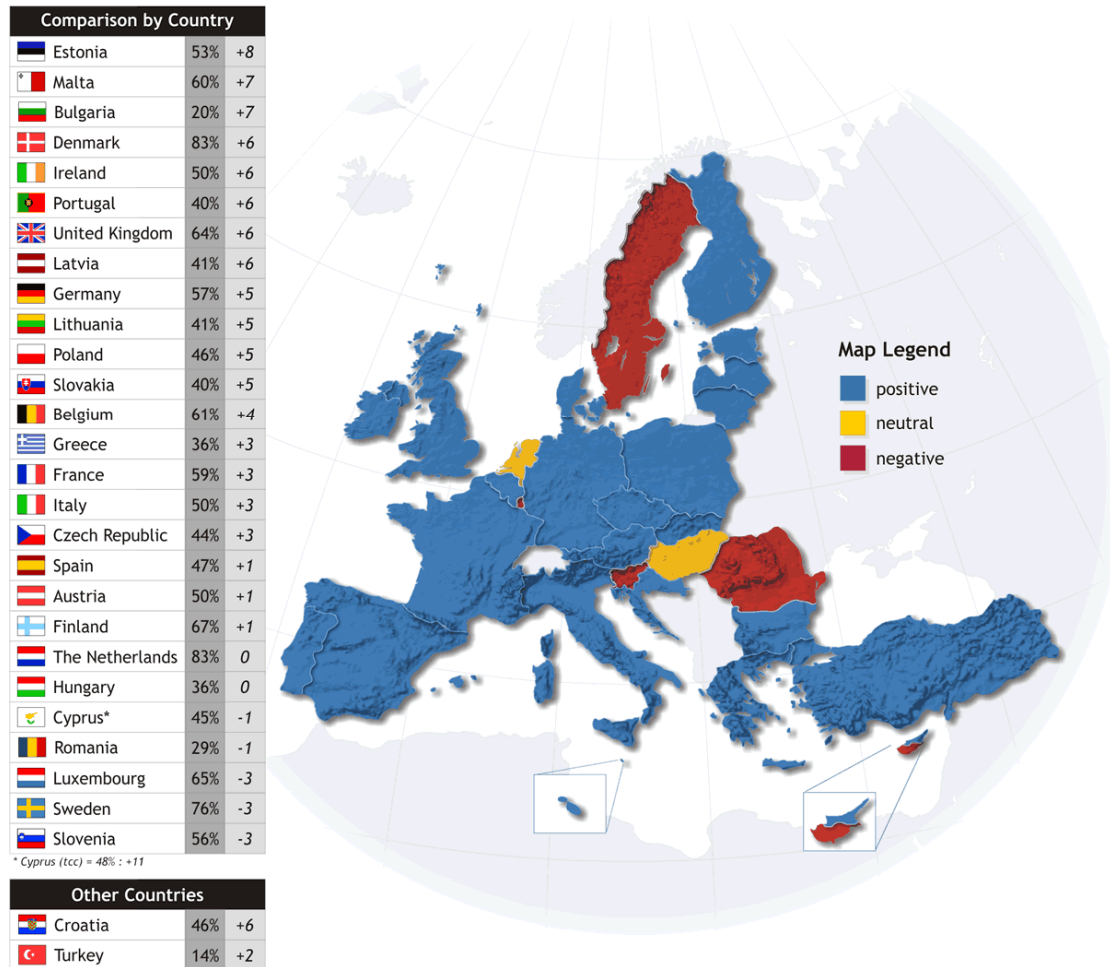 Comparison by Country
Estonia 53% +8
Malta 60% +7
Bulgaria 20% +7
Denmark 83% +6
Ireland 50% +6
Portugal 40% +6
United Kingdom 64% +6
Latvia 41% +6
Germany 57% +5
Lithuania 41% +5
Poland 46% +5
Slovakia 40% +5
Belgium 61% +4
Greece 36% +3
France 59% +3
Italy 50% +3
Czech Republic 44% +3
Spain 47% +1
Austria 50% +1
Finland 67% +1
The Netherlands 83% 0
Hungary 36% 0
Cyprus* 45% -1
Romania 29% -1
Luxembourg 65% -3
Sweden 76% -3
Slovenia 56% -3
* Cyprus (tcc) = 48% : +11
Other Countries
Croatia 46% +6
Turkey 14% +2
Map Legend
positive
neutral
negative